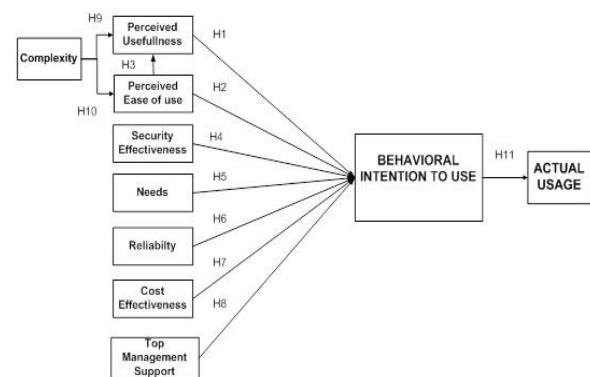 H9
Perceived
Usefullness
H1
Complexity
H3
H10
Perceived
Ease of use
H2
Security
Effectiveness
H4
Needs
H5
Reliabilty
H6
Cost
Effectiveness
H7
H8
Top
Management
Support
BEHAVIORAL
INTENTION TO USE
H11
ACTUAL
USAGE